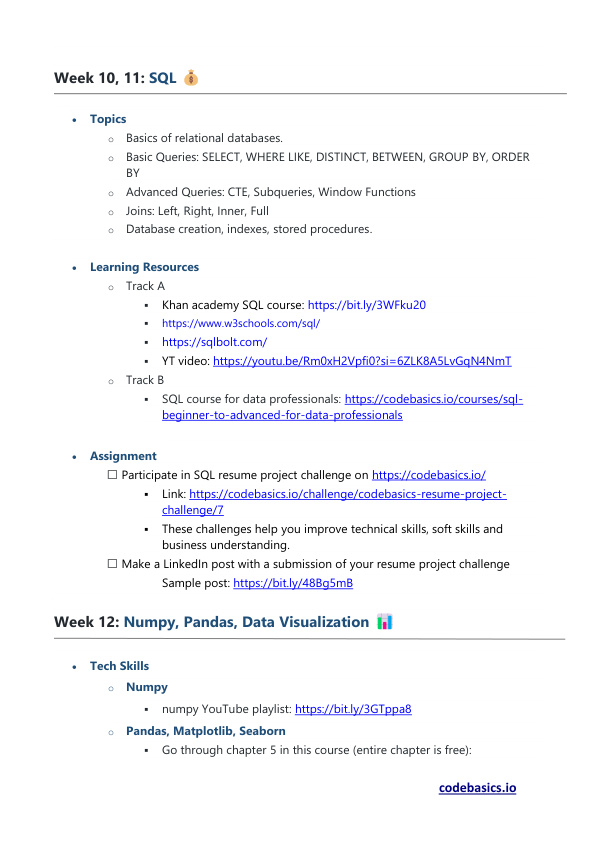 Week 10, 11: SQL 💰
• Topics
o Basics of relational databases.
o Basic Queries: SELECT, WHERE LIKE, DISTINCT, BETWEEN, GROUP BY, ORDER
BY
o Advanced Queries: CTE, Subqueries, Window Functions
o Joins: Left, Right, Inner, Full
o Database creation, indexes, stored procedures.
• Learning Resources
o Track A
▪ Khan academy SQL course: https://bit.ly/3WFku20
▪ https://www.w3schools.com/sql/
▪ https://sqlbolt.com/
▪ YT video: https://youtu.be/Rm0xH2Vpfi0?si=6ZLK8A5LvGqN4NmT
o Track B
▪ SQL course for data professionals: https://codebasics.io/courses/sql-
beginner-to-advanced-for-data-professionals
• Assignment
☐ Participate in SQL resume project challenge on https://codebasics.io/
▪ Link: https://codebasics.io/challenge/codebasics-resume-project-
challenge/7
▪ These challenges help you improve technical skills, soft skills and
business understanding.
☐ Make a LinkedIn post with a submission of your resume project challenge
Sample post: https://bit.ly/48Bg5mB
Week 12: Numpy, Pandas, Data Visualization 📊
• Tech Skills
o Numpy
▪ numpy YouTube playlist: https://bit.ly/3GTppa8
o Pandas, Matplotlib, Seaborn
▪ Go through chapter 5 in this course (entire chapter is free):
codebasics.io